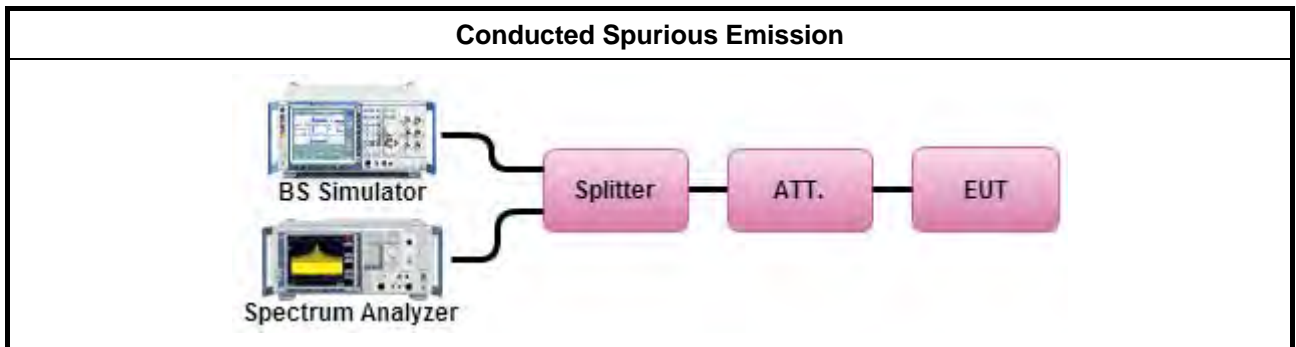 Conducted Spurious Emission
BS Simulator
Splitter
ATT.
EUT
Spectrum Analyzer